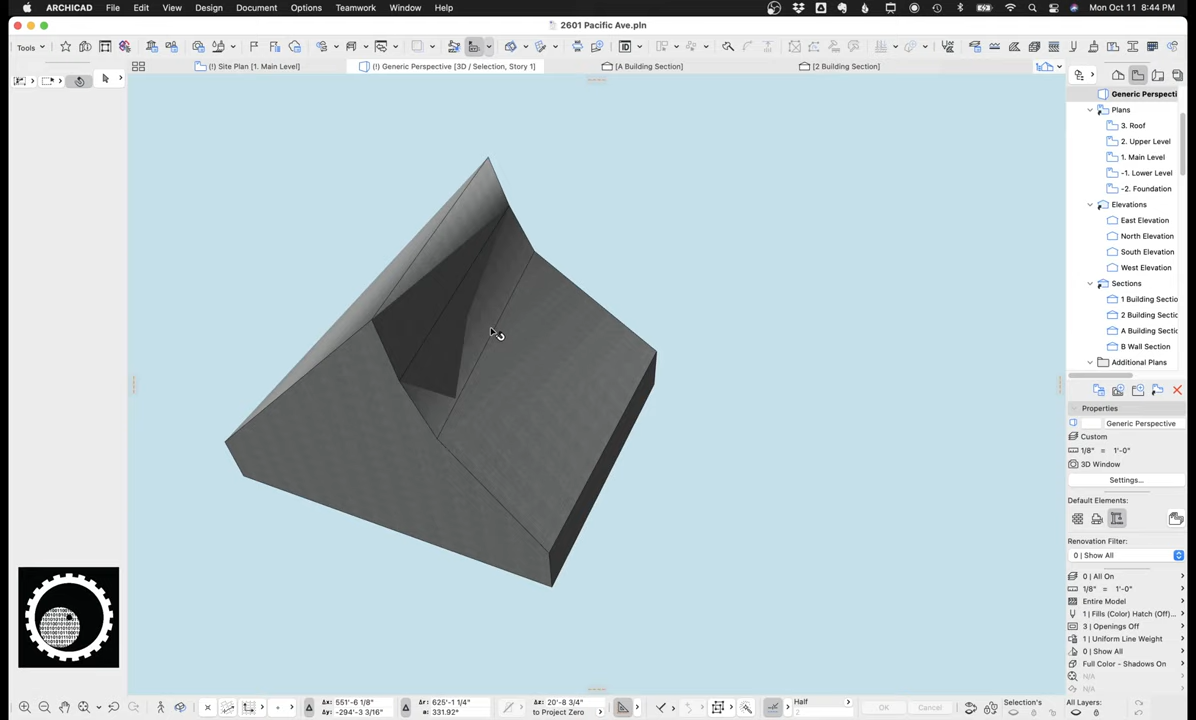 ARCHICAD File Edit View Design Document Options Teamwork Window Help Mon Oct 11 8:44 PM
2601 Pacific Ave.pln
Tools
(!) Site Plan [1. Main Level] (!) Generic Perspective [3D / Selection, Story 1] [A Building Section] [2 Building Section]
Generic Perspecti
Plans
3. Roof
2. Upper Level
1. Main Level
-1. Lower Level
-2. Foundation
Elevations
East Elevation
North Elevation
South Elevation
West Elevation
Sections
1 Building Sectio
2 Building Sectio
A Building Sectio
B Wall Section
Additional Plans
Properties
Generic Perspective
Custom
1/8" = 1'-0"
3D Window
Settings...
Default Elements:
Renovation Filter:
0 | Show All
0 | All On
1/8" = 1'-0"
Entire Model
1 | Fills (Color) Hatch (Off)...
3 | Openings Off
1 | Uniform Line Weight
0 | Show All
Full Color - Shadows On
N/A
N/A
Δx: 551'-6 1/8"
Δy: -294'-3 3/16"
Δr: 625'-1 1/4"
a: 331.92°
Δz: 20'-8 3/4"
to Project Zero
Half
2
OK Cancel
Selection's
All Layers: